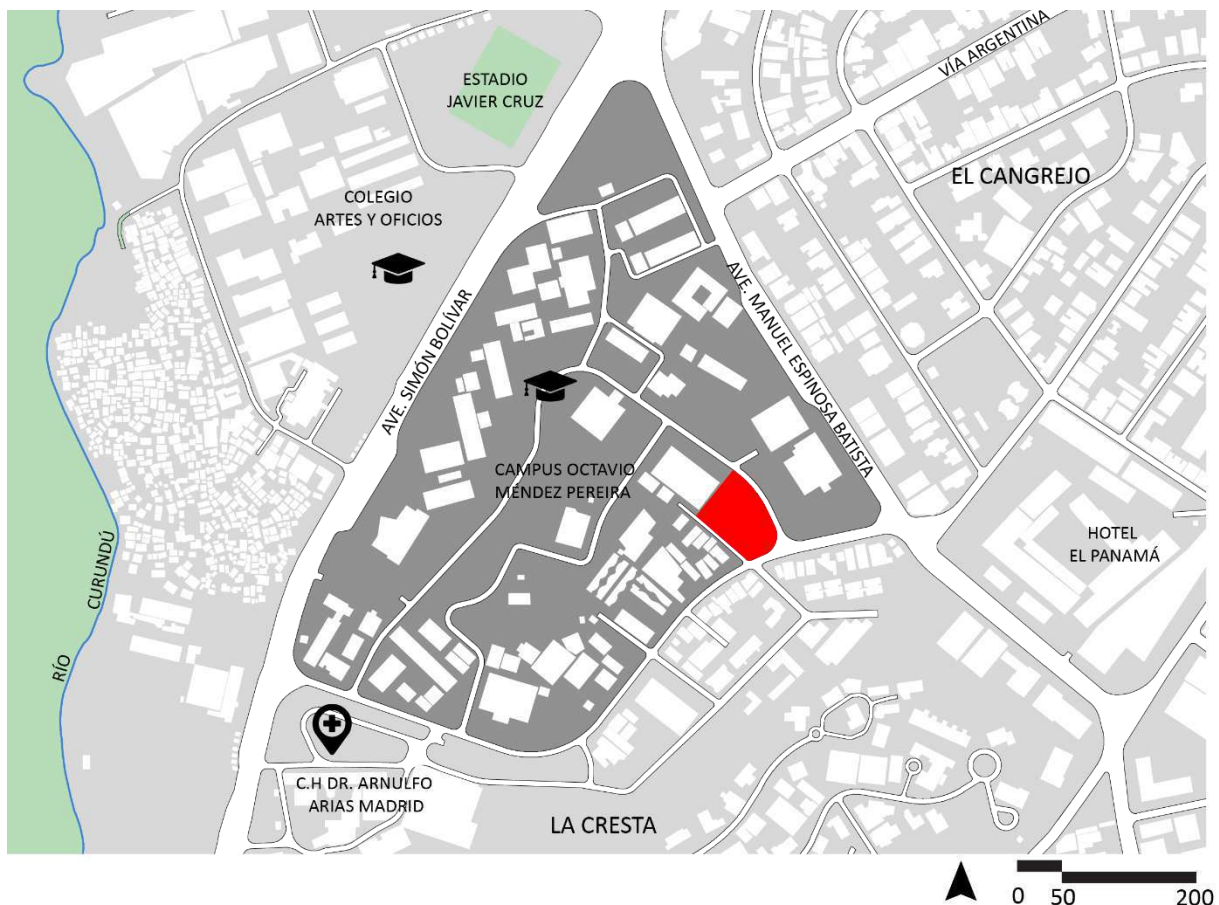 VÍA ARGENTINA
ESTADIO
JAVIER CRUZ
EL CANGREJO
COLEGIO
ARTES Y OFICIOS
AVE. SIMÓN BOLÍVAR
AVE. MANUEL ESPINOSA BATISTA
CAMPUS OCTAVIO
MÉNDEZ PEREIRA
HOTEL
EL PANAMÁ
RÍO CURUNDÚ
C.H DR. ARNULFO
ARIAS MADRID
LA CRESTA
0 50 200